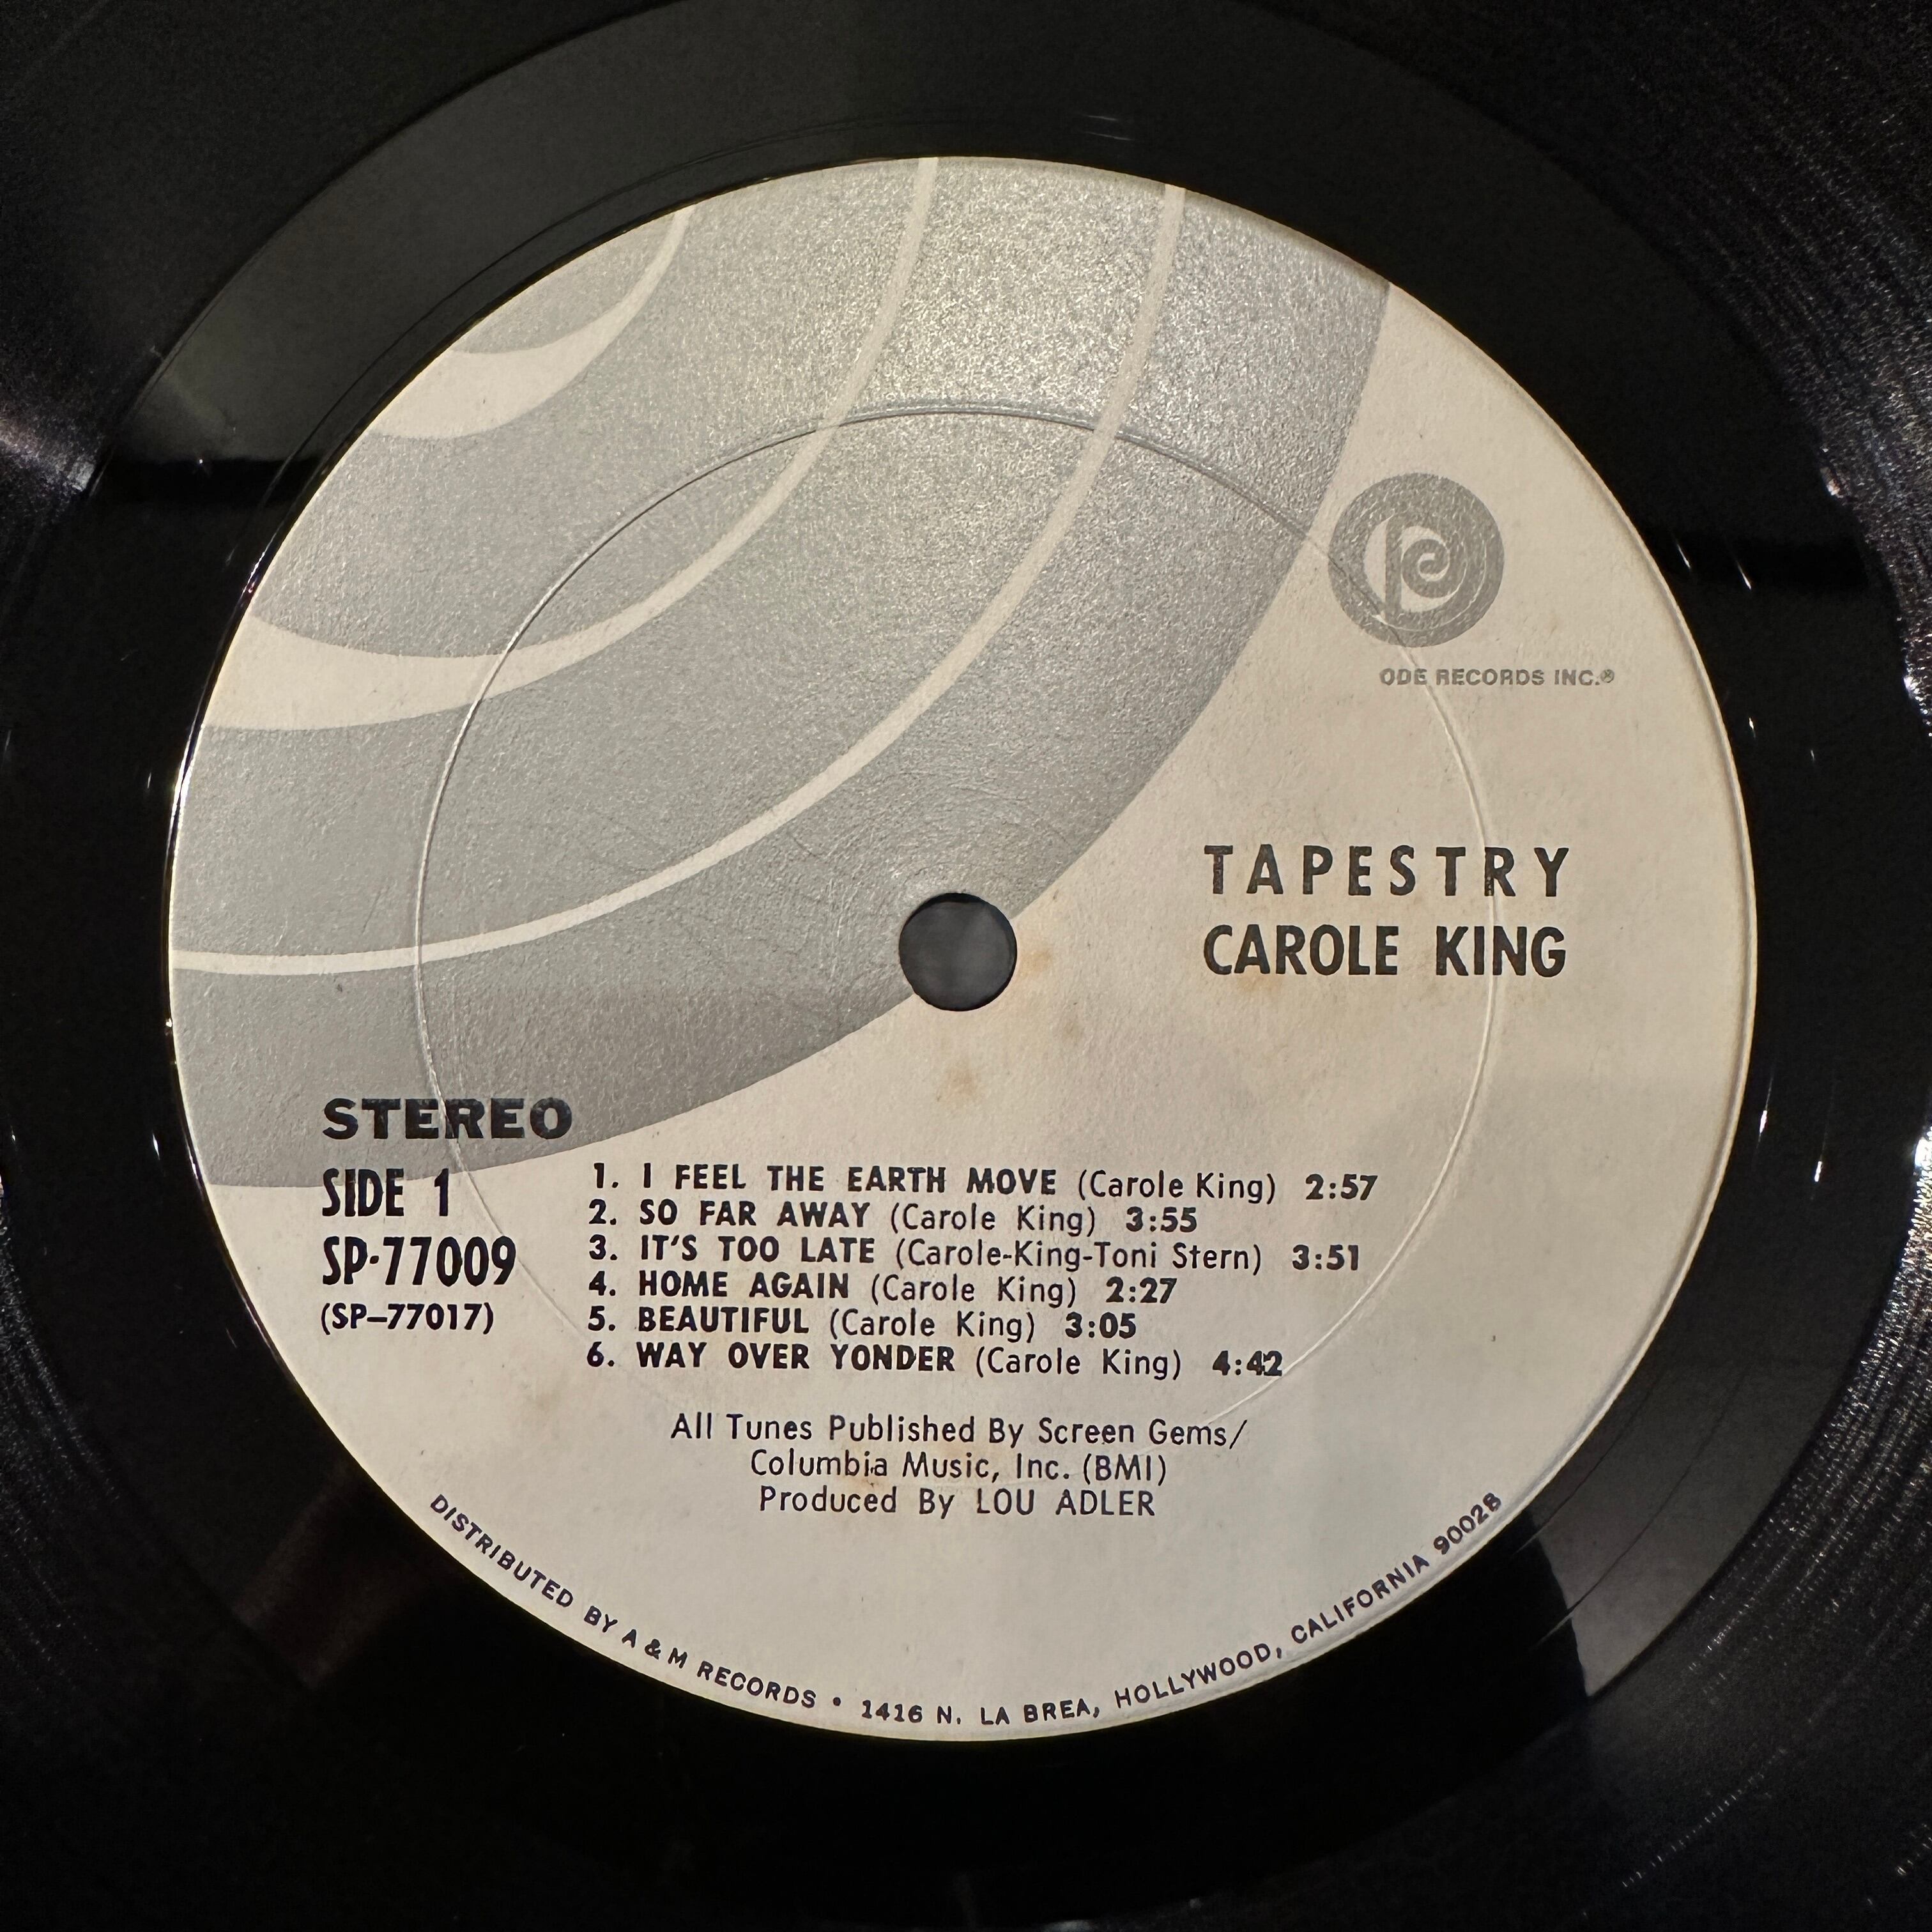 ODE RECORDS INC.®
TAPESTRY
CAROLE KING
STEREO
SIDE 1
SP·77009
(SP–77017)
1. I FEEL THE EARTH MOVE (Carole King) 2:57
2. SO FAR AWAY (Carole King) 3:55
3. IT'S TOO LATE (Carole-King-Toni Stern) 3:51
4. HOME AGAIN (Carole King) 2:27
5. BEAUTIFUL (Carole King) 3:05
6. WAY OVER YONDER (Carole King) 4:42
All Tunes Published By Screen Gems/
Columbia Music, Inc. (BMI)
Produced By LOU ADLER
DISTRIBUTED BY A & M RECORDS • 1416 N. LA BREA, HOLLYWOOD, CALIFORNIA 90028